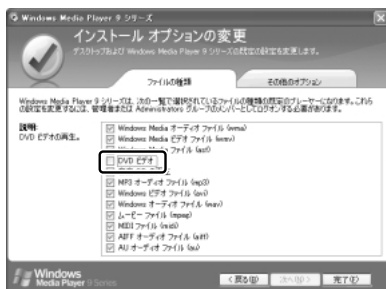 Windows Media Player 9 シリーズ
インストール オプションの変更
デスクトップおよび Windows Media Player 9 シリーズの既定の設定を変更します。
ファイルの種類
その他のオプション
Windows Media Player 9 シリーズは、次の一覧で選択されているファイルの種類の既定のプレーヤーになります。これら
の設定を変更するには、管理者または Administrators グループのメンバーとしてログオンする必要があります。
説明:
DVD ビデオの再生。
Windows Media オーディオ ファイル (wma)
Windows Media ビデオ ファイル (wmv)
Windows Media ファイル (asf)
DVD ビデオ
MP3 オーディオ ファイル (mp3)
Windows ビデオ ファイル (avi)
Windows オーディオ ファイル (wav)
ムービー ファイル (mpeg)
MIDI ファイル (midi)
AIFF オーディオ ファイル (aiff)
AU オーディオ ファイル (au)
Windows
Media Player 9 Series
< 戻る(B)
次へ(N) >
完了(F)